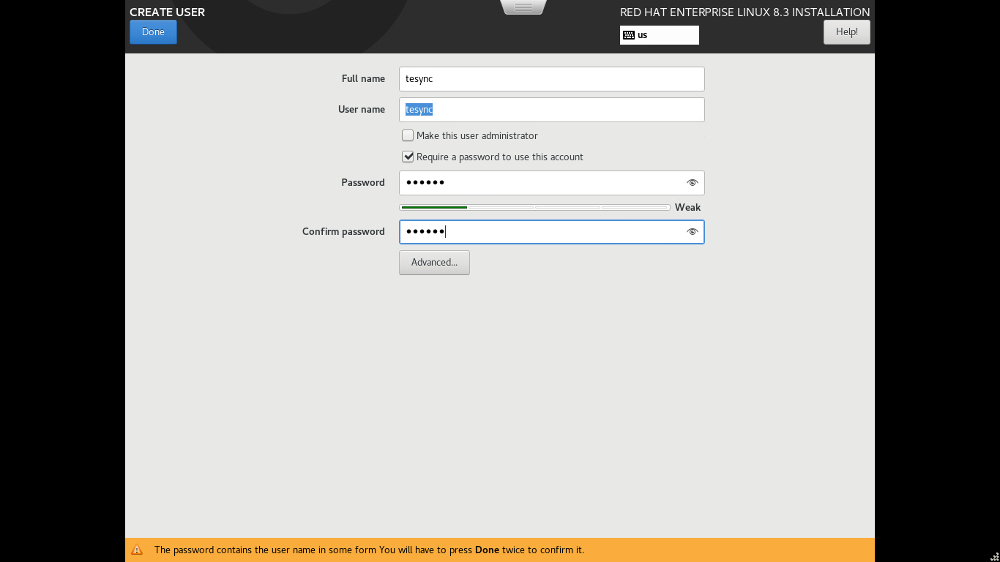 CREATE USER
RED HAT ENTERPRISE LINUX 8.3 INSTALLATION
Done
us
Help!
Full name
tesync
User name
tesync
Make this user administrator
Require a password to use this account
Password
●●●●●●
Weak
Confirm password
●●●●●●
Advanced...
The password contains the user name in some form You will have to press Done twice to confirm it.